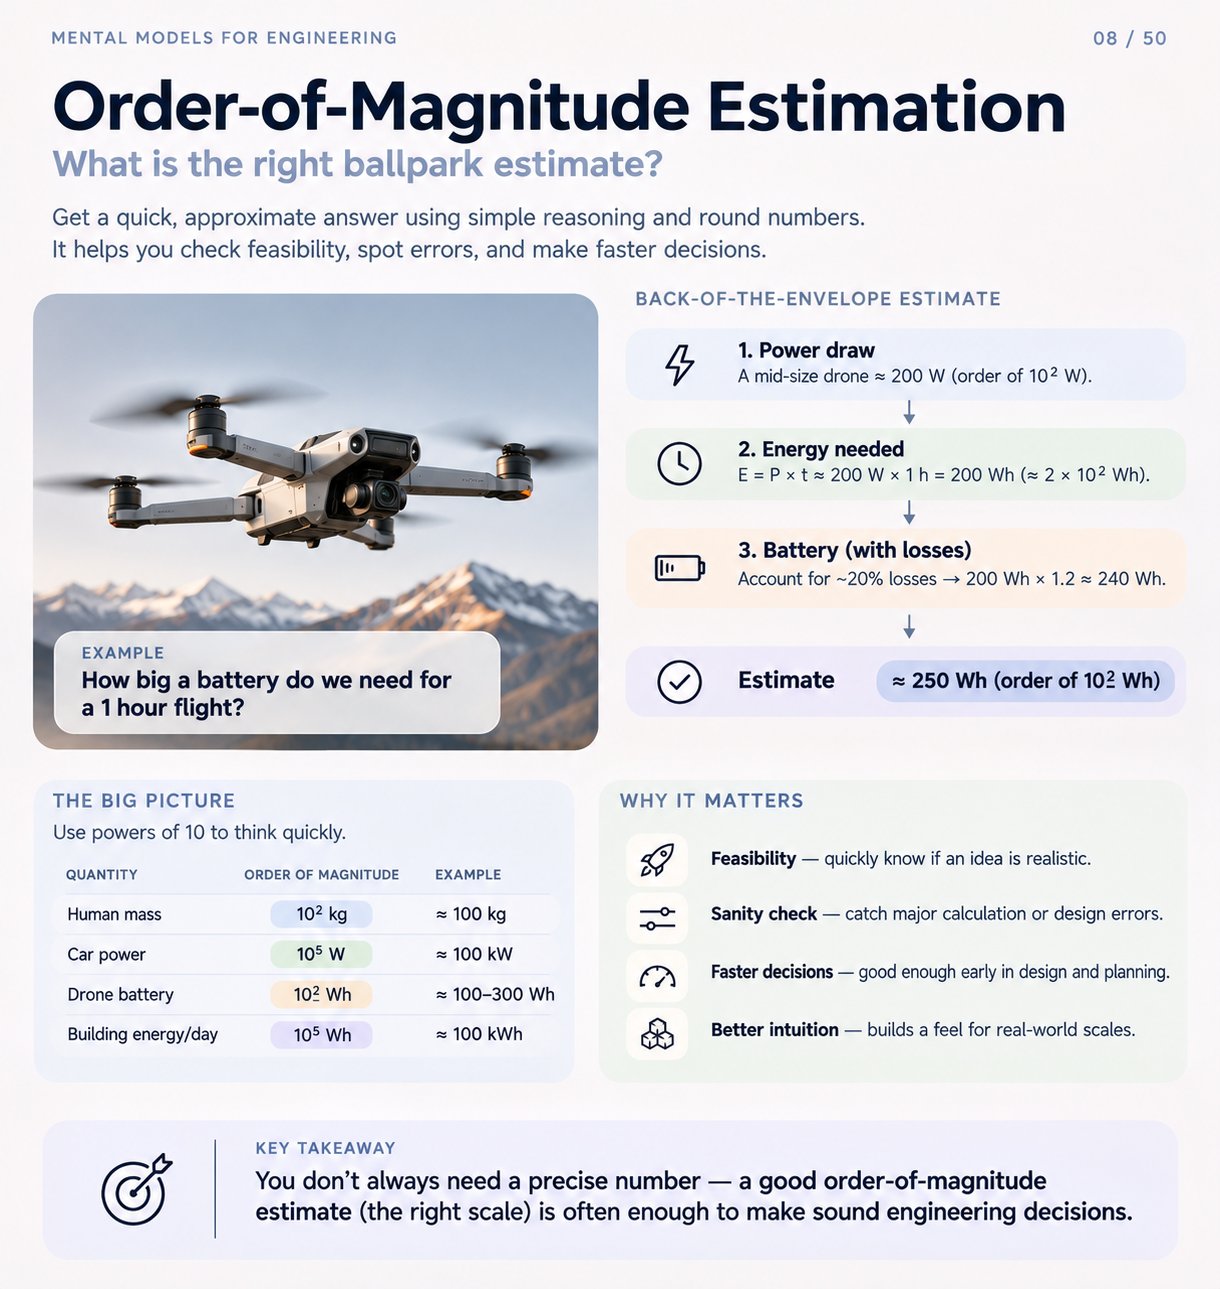 MENTAL MODELS FOR ENGINEERING
08 / 50
Order-of-Magnitude Estimation
What is the right ballpark estimate?
Get a quick, approximate answer using simple reasoning and round numbers.
It helps you check feasibility, spot errors, and make faster decisions.
EXAMPLE
How big a battery do we need for
a 1 hour flight?
BACK-OF-THE-ENVELOPE ESTIMATE
1. Power draw
A mid-size drone ≈ 200 W (order of 10² W).
2. Energy needed
E = P × t ≈ 200 W × 1 h = 200 Wh (≈ 2 × 10² Wh).
3. Battery (with losses)
Account for ~20% losses → 200 Wh × 1.2 ≈ 240 Wh.
Estimate
≈ 250 Wh (order of 10² Wh)
THE BIG PICTURE
Use powers of 10 to think quickly.
QUANTITY ORDER OF MAGNITUDE EXAMPLE
Human mass 10² kg ≈ 100 kg
Car power 10⁵ W ≈ 100 kW
Drone battery 10² Wh ≈ 100–300 Wh
Building energy/day 10⁵ Wh ≈ 100 kWh
WHY IT MATTERS
Feasibility — quickly know if an idea is realistic.
Sanity check — catch major calculation or design errors.
Faster decisions — good enough early in design and planning.
Better intuition — builds a feel for real-world scales.
KEY TAKEAWAY
You don’t always need a precise number — a good order-of-magnitude
estimate (the right scale) is often enough to make sound engineering decisions.